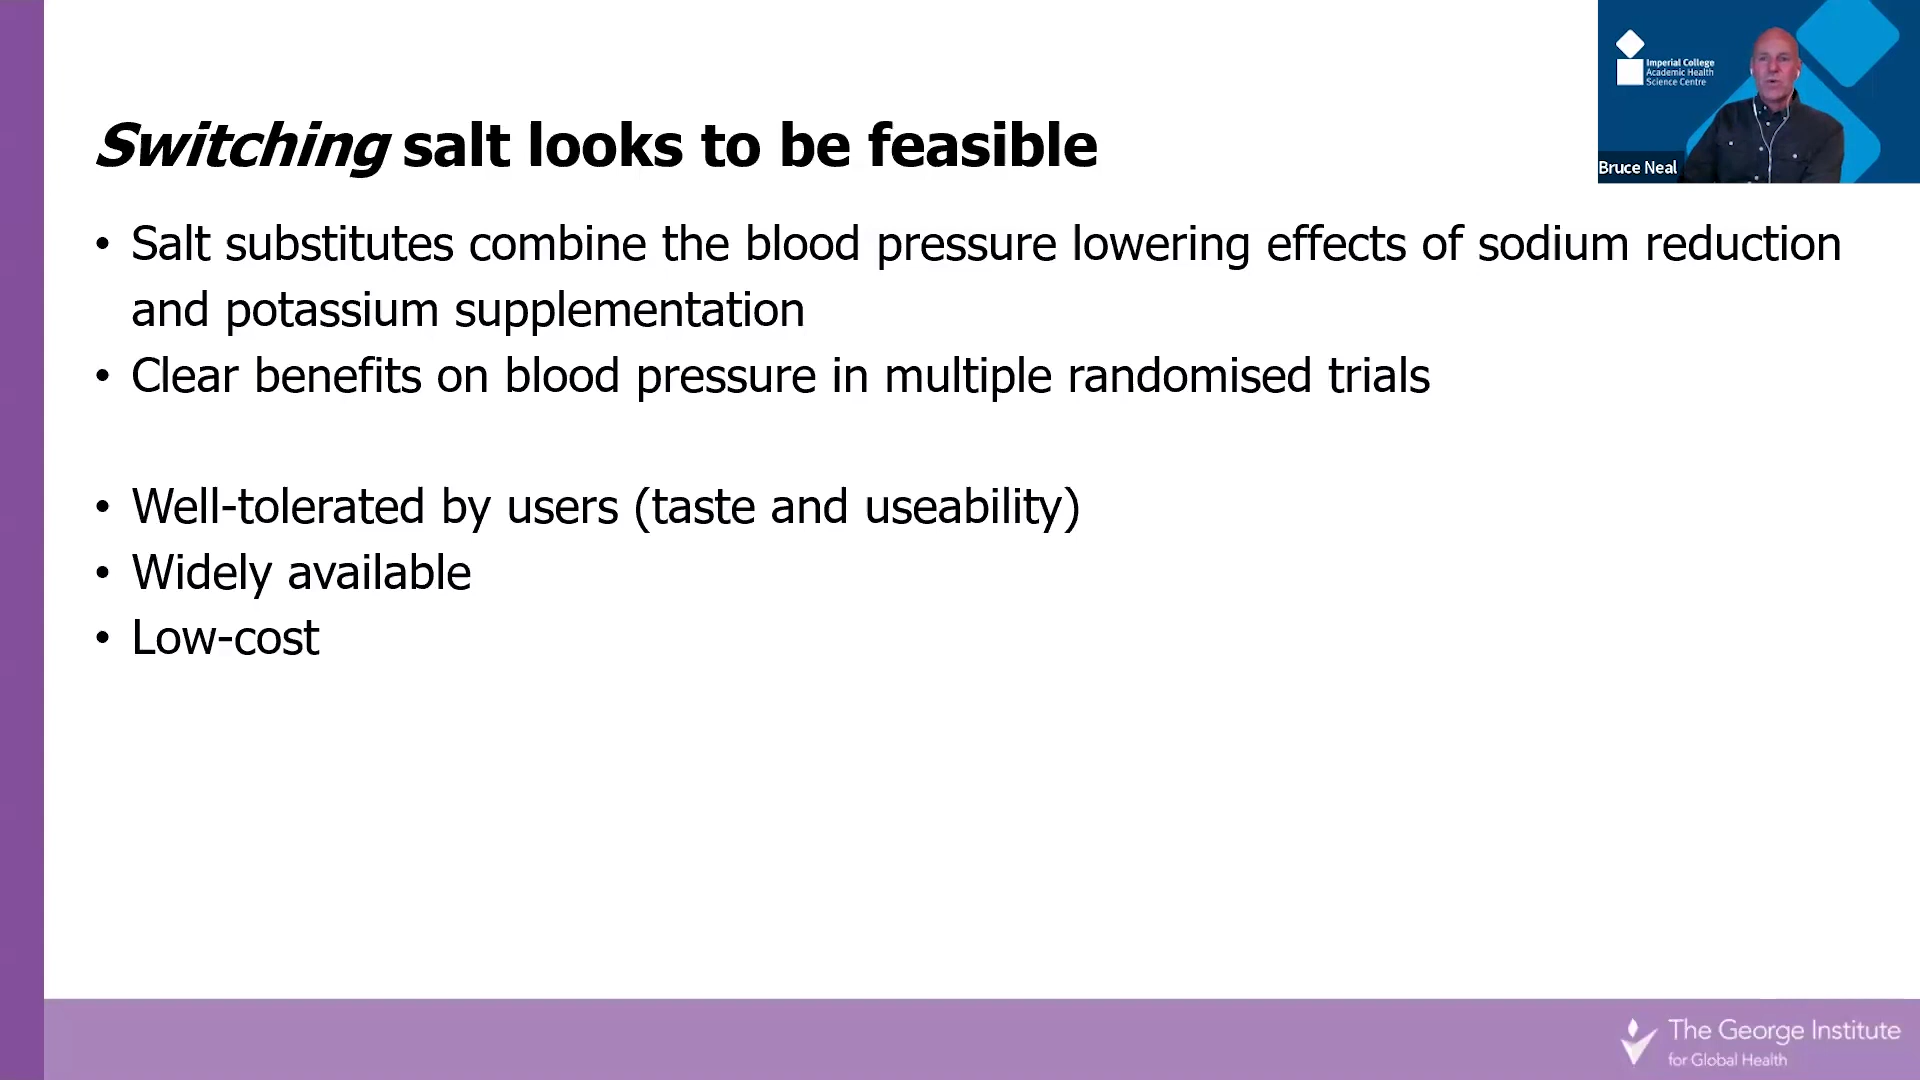 Switching salt looks to be feasible
• Salt substitutes combine the blood pressure lowering effects of sodium reduction
and potassium supplementation
• Clear benefits on blood pressure in multiple randomised trials
• Well-tolerated by users (taste and useability)
• Widely available
• Low-cost
Imperial College
Academic Health
Science Centre
Bruce Neal
The George Institute
for Global Health